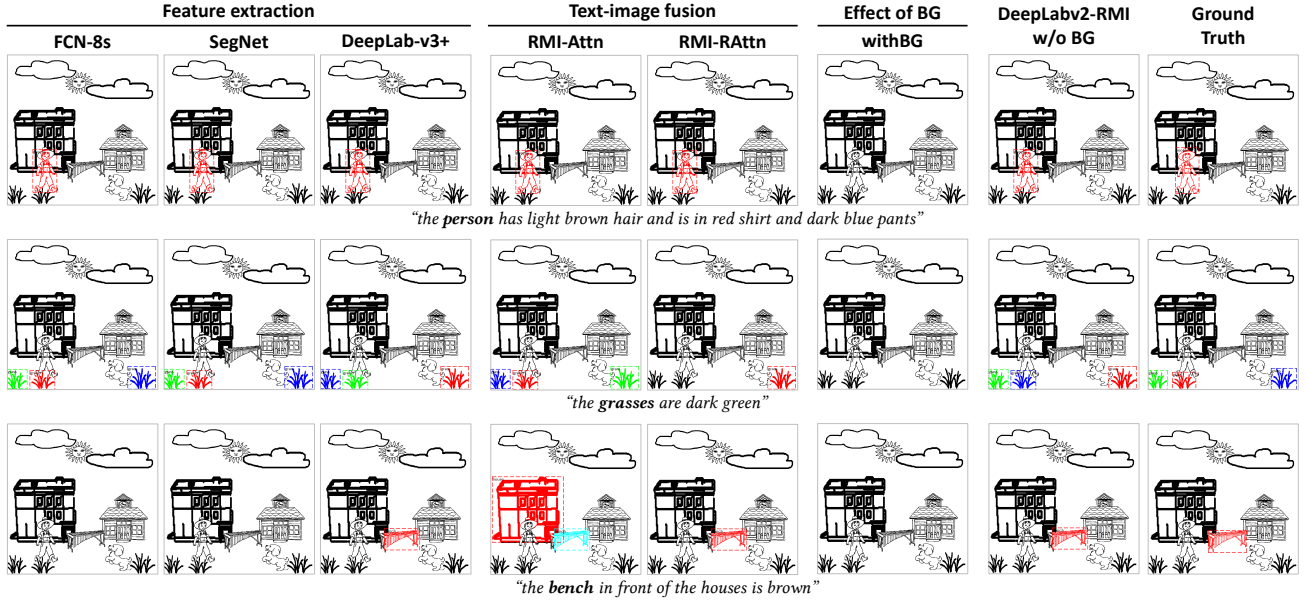 Feature extraction
Text-image fusion
Effect of BG
DeepLabv2-RMI
Ground
FCN-8s
SegNet
DeepLab-v3+
RMI-Attn
RMI-RAttn
withBG
w/o BG
Truth
“the person has light brown hair and is in red shirt and dark blue pants”
“the grasses are dark green”
“the bench in front of the houses is brown”